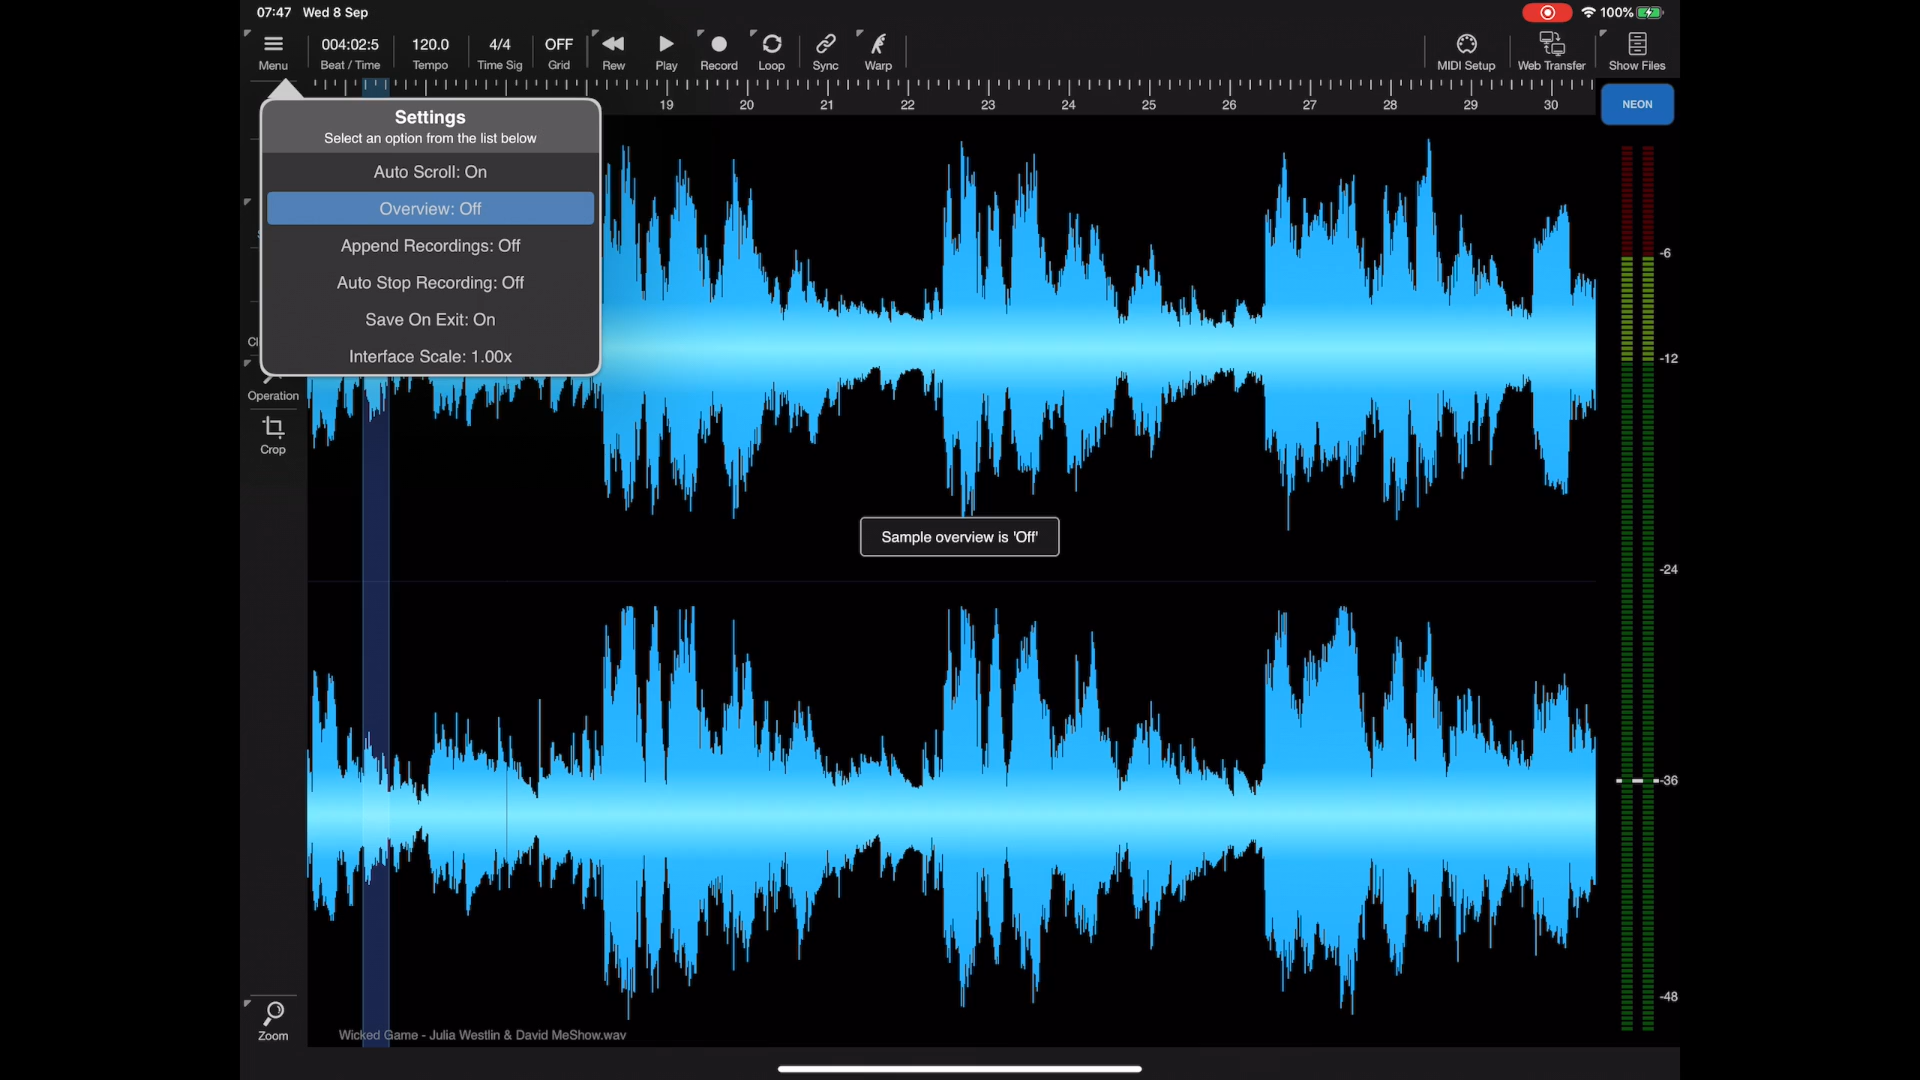 07:47 Wed 8 Sep
100%
Menu
004:02:5
Beat / Time
120.0
Tempo
4/4
Time Sig
OFF
Grid
Rew
Play
Record
Loop
Sync
Warp
MIDI Setup
Web Transfer
Show Files
19 20 21 22 23 24 25 26 27 28 29 30
NEON
Settings
Select an option from the list below
Auto Scroll: On
Overview: Off
Append Recordings: Off
Auto Stop Recording: Off
Save On Exit: On
Interface Scale: 1.00x
Operation
Crop
Sample overview is 'Off'
-6
-12
-24
-36
-48
Zoom
Wicked Game - Julia Westlin & David MeShow.wav